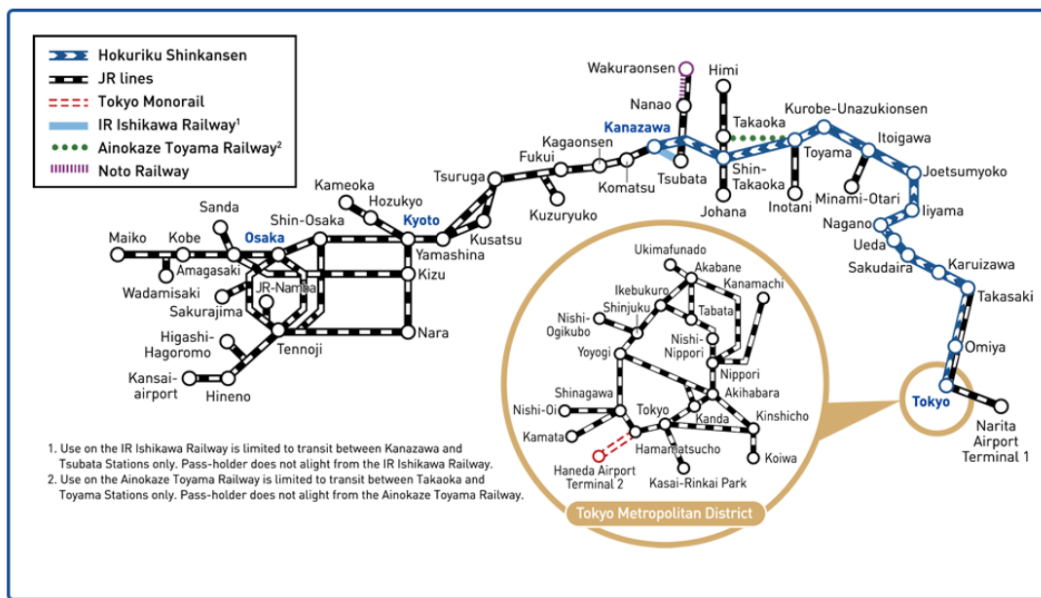 Hokuriku Shinkansen
JR lines
Tokyo Monorail
IR Ishikawa Railway1
Ainokaze Toyama Railway2
Noto Railway
Wakuraonsen
Himi
Nanao
Takaoka
Kurobe-Unazukionsen
Kanazawa
Toyama
Itoigawa
Kagaonsen
Fukui
Tsubata
Shin-
Takaoka
Joetsumyoko
Tsuruga
Komatsu
Inotani
Minami-Otari
Kameoka
Hozukyo
Kuzuryuko
Johana
Iiyama
Sanda
Shin-Osaka
Kyoto
Kusatsu
Nagano
Maiko
Kobe
Osaka
Yamashina
Ueda
Amagasaki
Kizu
Sakudaira
Karuizawa
Wadamisaki
JR-Namba
Sakurajima
Takasaki
Nara
Higashi-
Hagoromo
Tennoji
Omiya
Kansai-
airport
Hineno
Tokyo
Narita
Airport
Terminal 1
Ukimafunado
Akabane
Kanamachi
Ikebukuro
Shinjuku
Tabata
Nishi-
Ogikubo
Nishi-
Nippori
Yoyogi
Nippori
Shinagawa
Akihabara
Tokyo
Kinshicho
Nishi-Oi
Kanda
Kamata
Hamamatsucho
Koiwa
Haneda Airport
Terminal 2
Kasai-Rinkai Park
Tokyo Metropolitan District
1. Use on the IR Ishikawa Railway is limited to transit between Kanazawa and
Tsubata Stations only. Pass-holder does not alight from the IR Ishikawa Railway.
2. Use on the Ainokaze Toyama Railway is limited to transit between Takaoka and
Toyama Stations only. Pass-holder does not alight from the Ainokaze Toyama Railway.